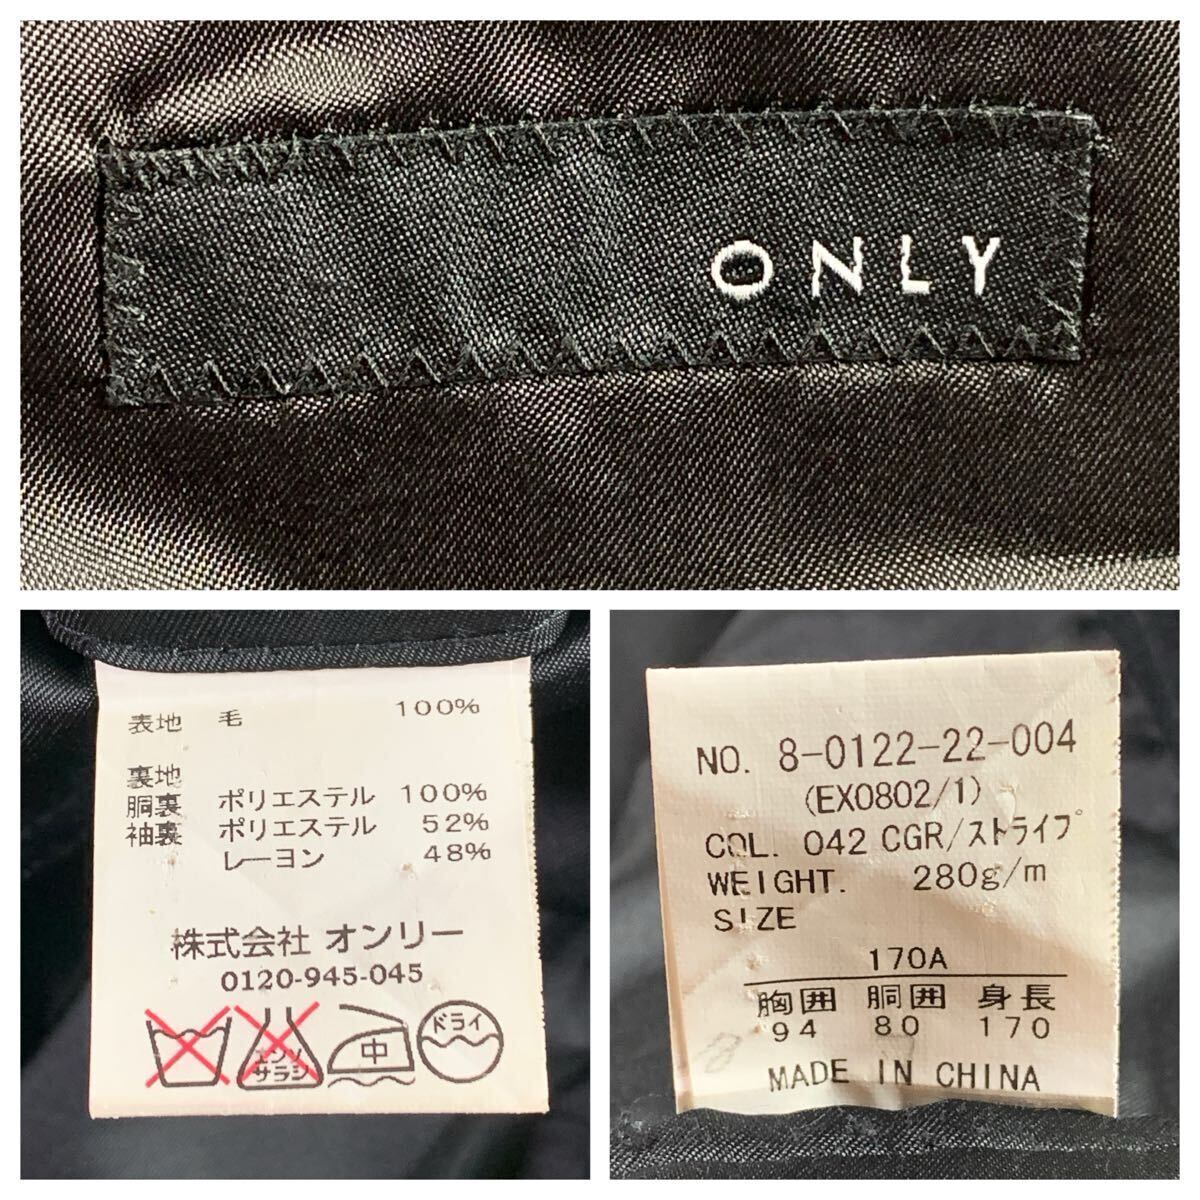 ONLY
表地 毛 100%
裏地
胴裏 ポリエステル 100%
袖裏 ポリエステル 52%
レーヨン 48%
株式会社 オンリー
0120-945-045
エンソ サラシ 中 ドライ
NO. 8-0122-22-004
(EX0802/1)
COL. 042 CGR/ストライプ
WEIGHT. 280g/m
SIZE
170A
胸囲 胴囲 身長
94 80 170
MADE IN CHINA